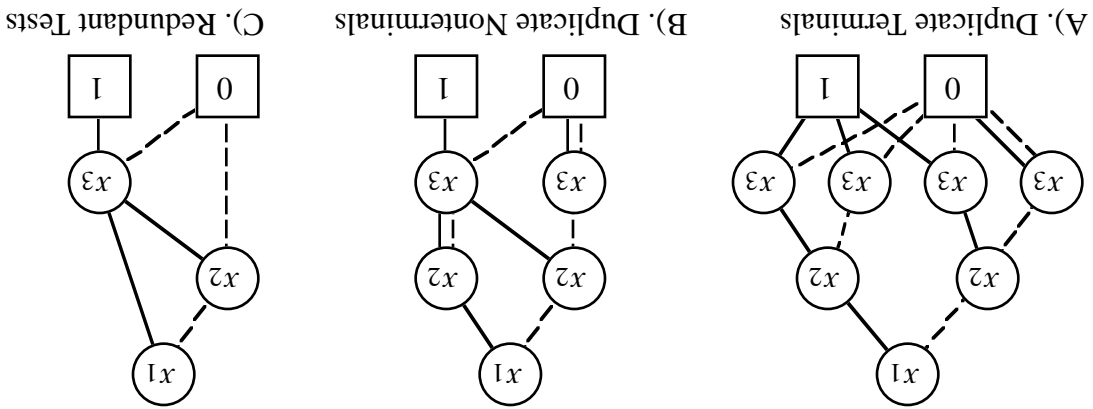 x1
x2
x2
x3
x3
x3
x3
0
1
A). Duplicate Terminals
x1
x2
x2
x3
x3
0
1
B). Duplicate Nonterminals
x1
x2
x3
0
1
C). Redundant Tests